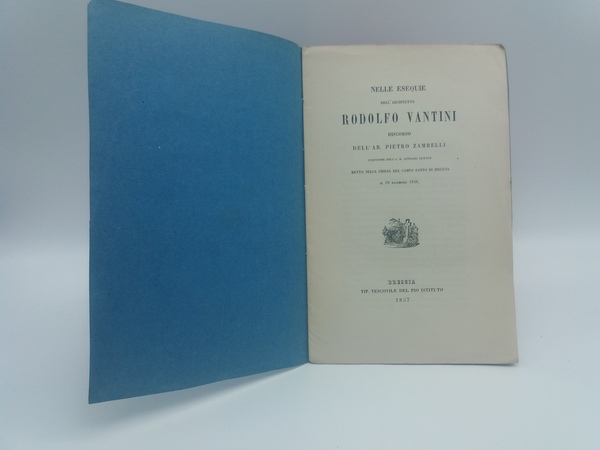 NELLE ESEQUIE
DELL'ARCHITETTO
RODOLFO VANTINI
DISCORSO
DELL'AB. PIETRO ZAMBELLI
DETTO NELLA CHIESA DEL CAMPO SANTO DI BRESCIA
BRESCIA
TIP. VESCOVILE DEL PIO ISTITUTO
1857